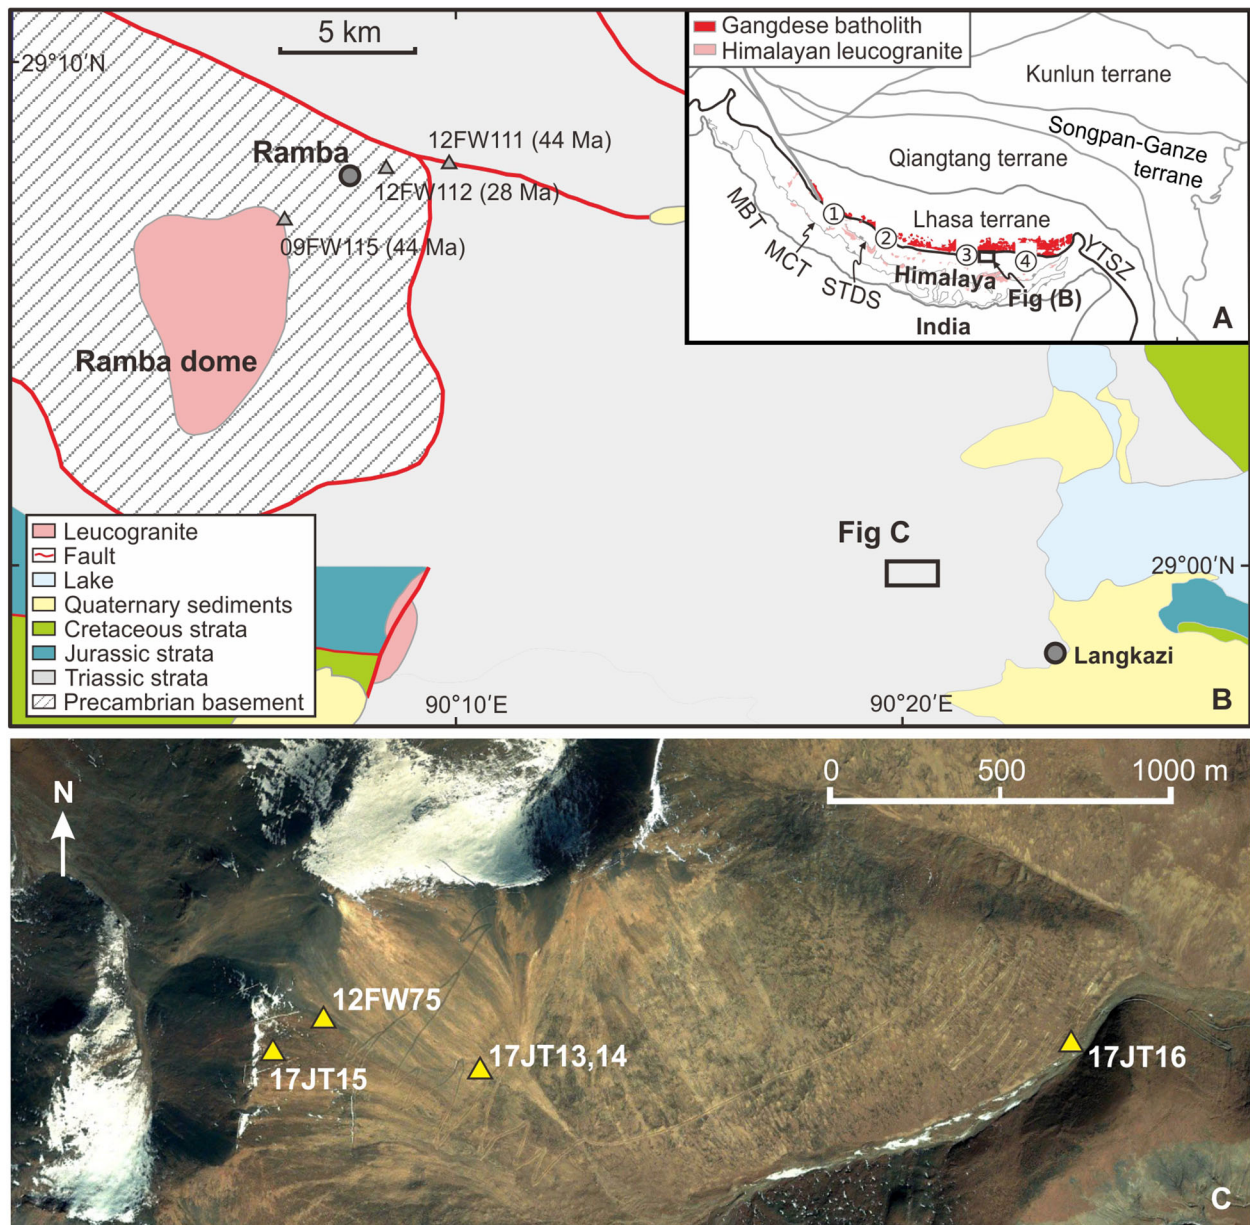 5 km
29°10′N
Ramba
12FW111 (44 Ma)
12FW112 (28 Ma)
09FW115 (44 Ma)
Ramba dome
Gangdese batholith
Himalayan leucogranite
Kunlun terrane
Songpan-Ganze
terrane
Qiangtang terrane
Lhasa terrane
MBT
MCT
STDS
1
2
3
4
Himalaya
YTSZ
Fig (B)
India
A
Fig C
29°00′N
Leucogranite
Fault
Lake
Quaternary sediments
Cretaceous strata
Jurassic strata
Triassic strata
Precambrian basement
Langkazi
90°10′E
90°20′E
B
N
0 500 1000 m
12FW75
17JT15
17JT13,14
17JT16
C